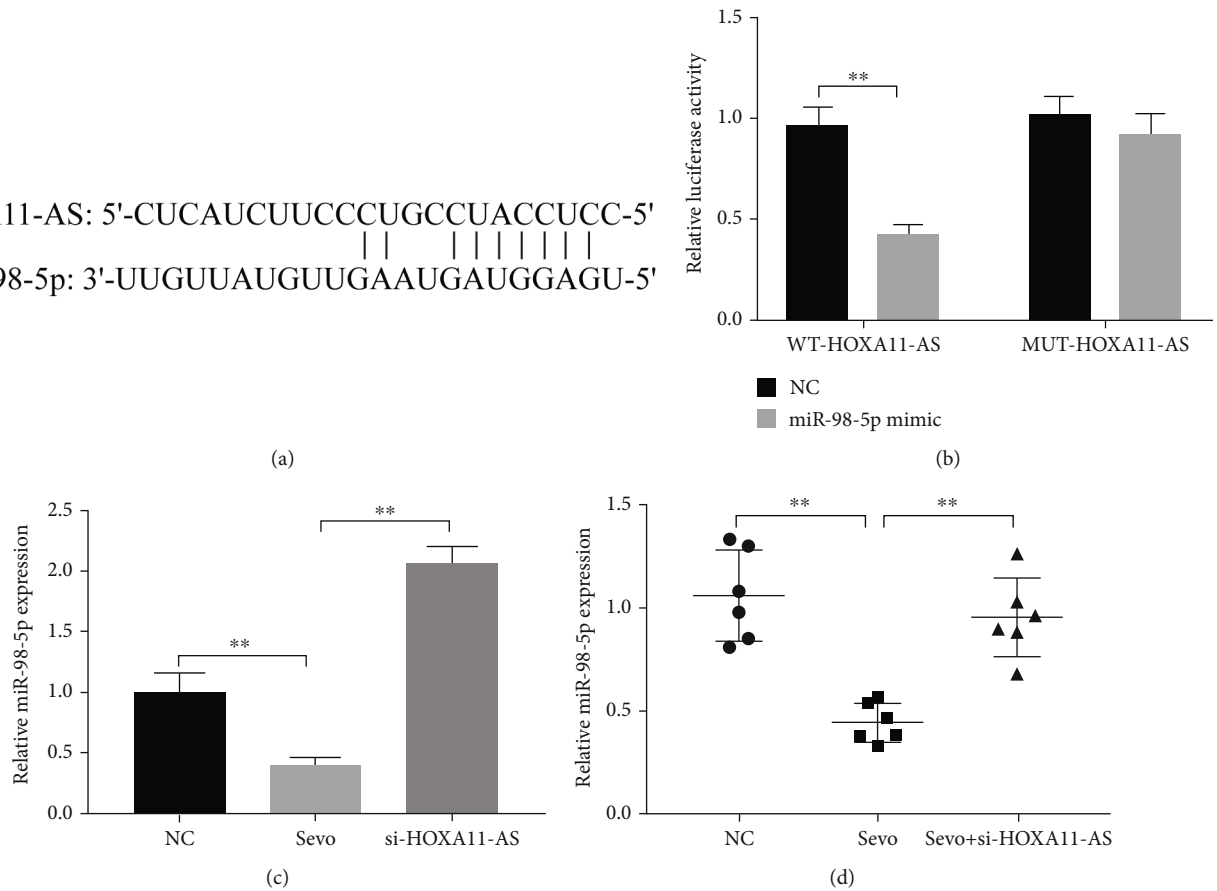 11-AS: 5'-CUCAUCUUCCCUGCCUACCUCC-5'
98-5p: 3'-UUGUUAUGUUGAAUGAUGGAGU-5'
(a)
Relative luciferase activity
1.5
1.0
0.5
0.0
**
WT-HOXA11-AS
MUT-HOXA11-AS
NC
miR-98-5p mimic
(b)
Relative miR-98-5p expression
2.5
2.0
1.5
1.0
0.5
0.0
**
**
NC
Sevo
si-HOXA11-AS
(c)
Relative miR-98-5p expression
1.5
1.0
0.5
0.0
**
**
NC
Sevo
Sevo+si-HOXA11-AS
(d)